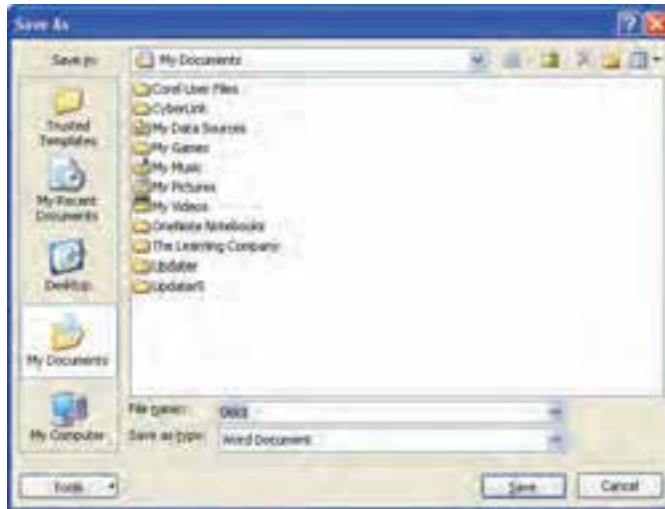 Save As
Save in:
My Documents
Trusted Templates
My Recent Documents
Desktop
My Documents
My Computer
Corel User Files
CyberLink
My Data Sources
My Games
My Music
My Pictures
My Videos
OneNote Notebooks
The Learning Company
Updater
Updater5
File name:
Save as type:
Word Document
Tools
Save
Cancel